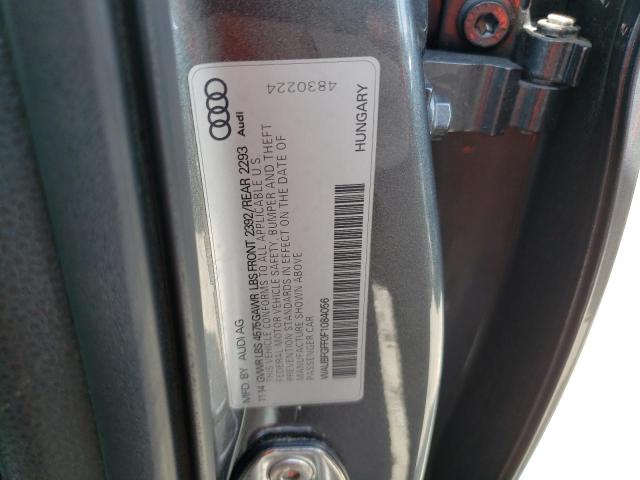 MFD. BY AUDI AG
Audi
11 14 GVWR LBS 4575 GAWR LBS FRONT 2392/REAR 2293
THIS VEHICLE CONFORMS TO ALL APPLICABLE U.S.
FEDERAL MOTOR VEHICLE SAFETY, BUMPER AND THEFT
PREVENTION STANDARDS IN EFFECT ON THE DATE OF
MANUFACTURE SHOWN ABOVE
PASSENGER CAR
WAUBFGFF0F1084056
HUNGARY
4830224